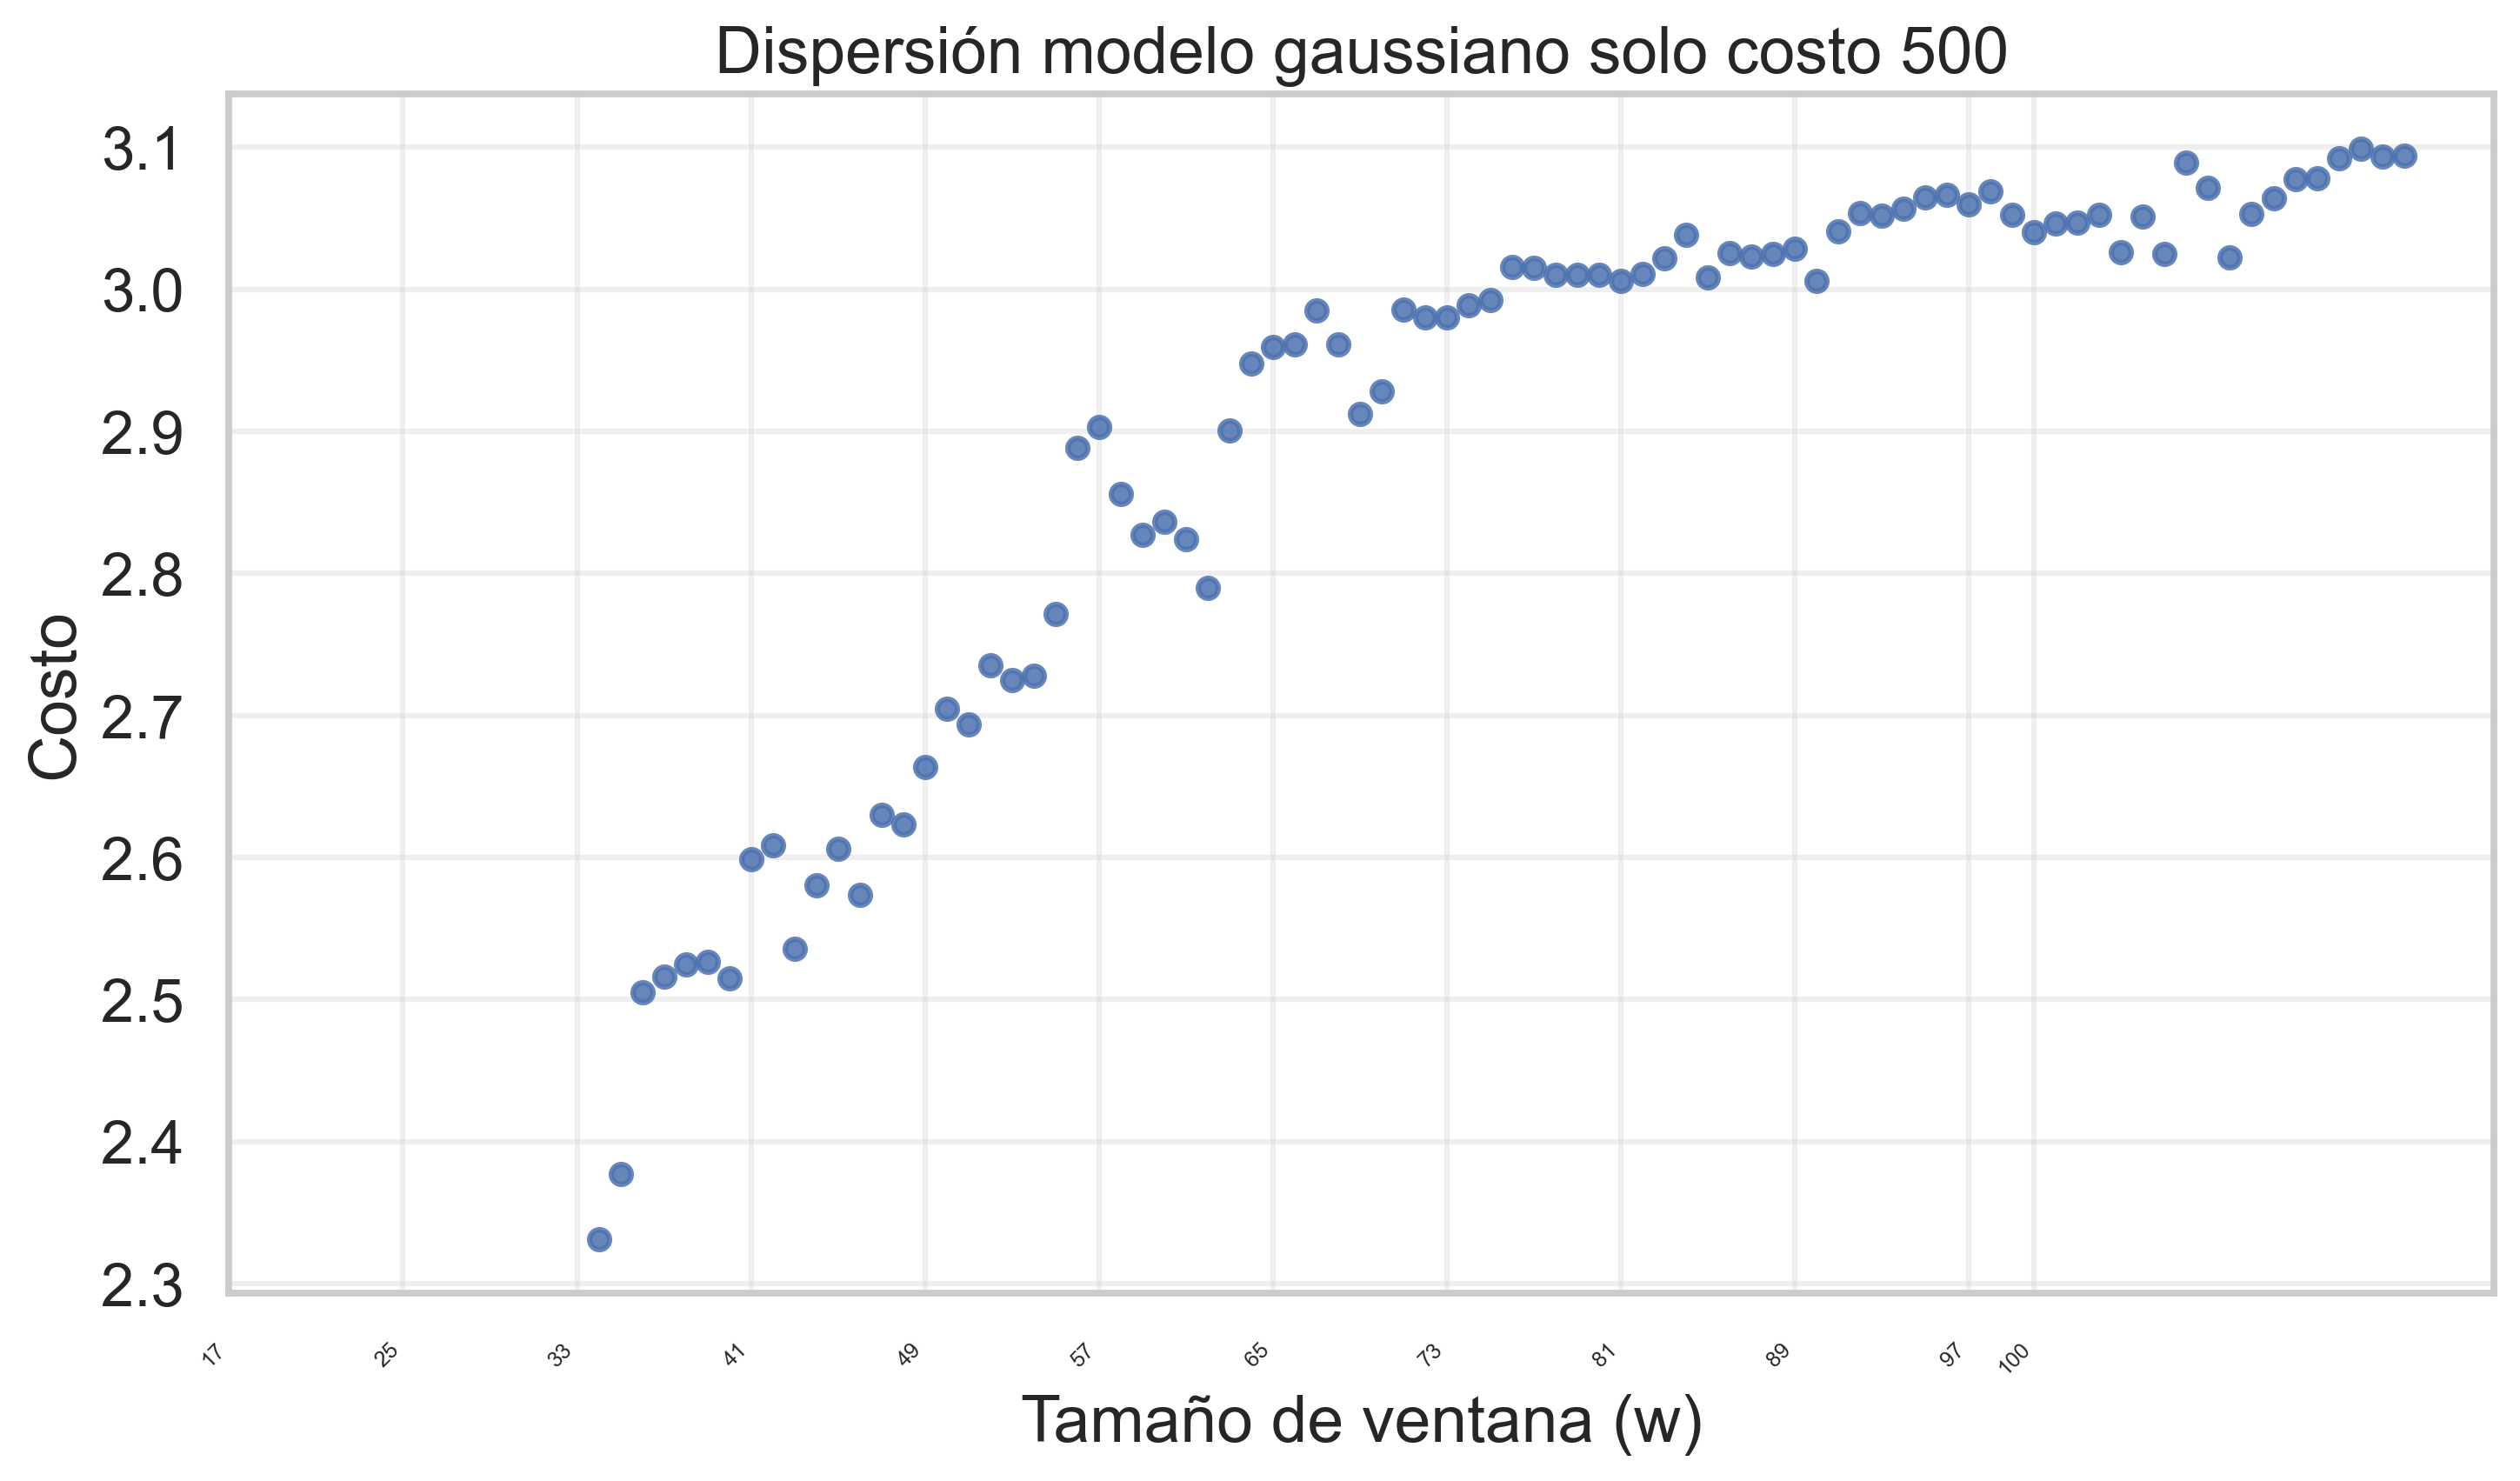 Dispersión modelo gaussiano solo costo 500
3.1
3.0
2.9
2.8
2.7
2.6
2.5
2.4
2.3
Costo
17 25 33 41 49 57 65 73 81 89 97 100
Tamaño de ventana (w)